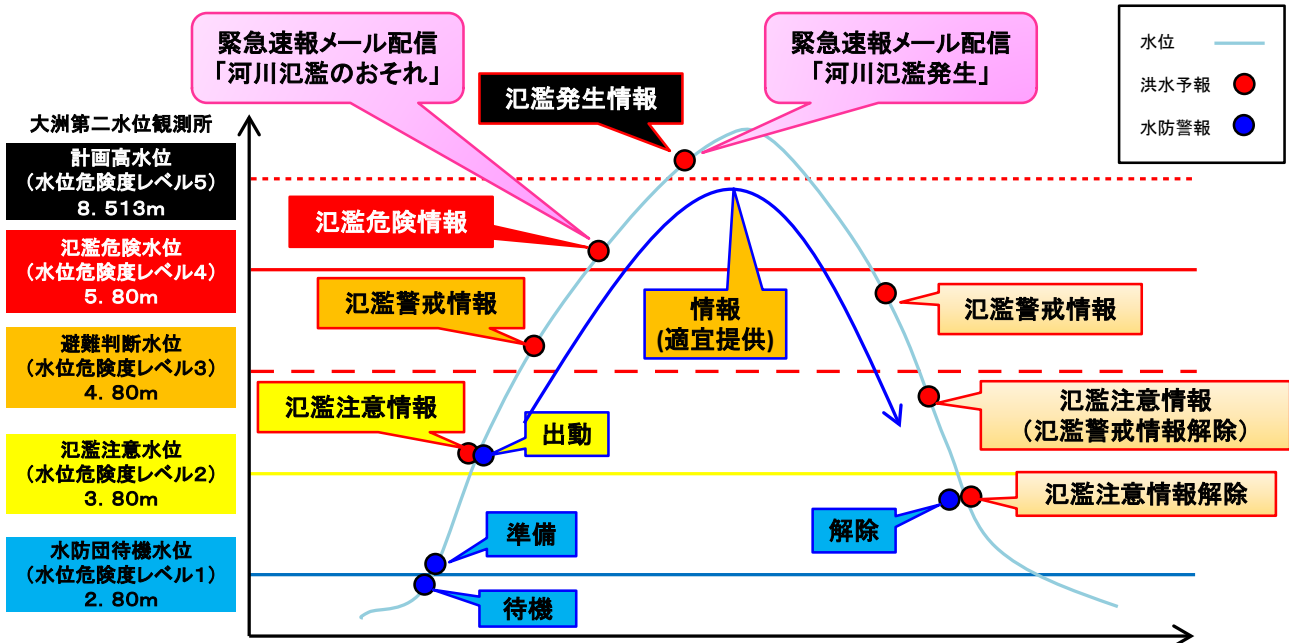 緊急速報メール配信
「河川氾濫のおそれ」
緊急速報メール配信
「河川氾濫発生」
水位
洪水予報
水防警報
氾濫発生情報
大洲第二水位観測所
計画高水位
（水位危険度レベル５）
８．５１３ｍ
氾濫危険情報
氾濫危険水位
（水位危険度レベル４）
５．８０ｍ
氾濫警戒情報
情報
(適宜提供)
氾濫警戒情報
避難判断水位
（水位危険度レベル３）
４．８０ｍ
氾濫注意情報
出動
氾濫注意情報
（氾濫警戒情報解除）
氾濫注意水位
（水位危険度レベル２）
３．８０ｍ
準備
解除
氾濫注意情報解除
水防団待機水位
（水位危険度レベル１）
２．８０ｍ
待機